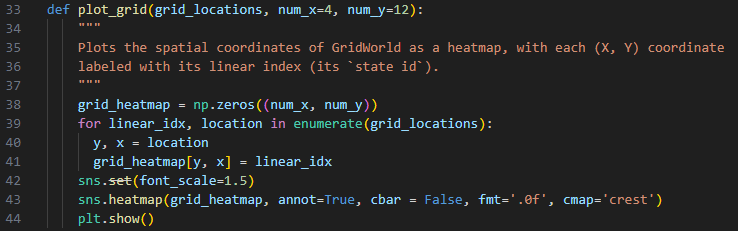 33 def plot_grid(grid_locations, num_x=4, num_y=12):
34 """
35 Plots the spatial coordinates of GridWorld as a heatmap, with each (X, Y) coordinate
36 labeled with its linear index (its `state id`).
37 """
38 grid_heatmap = np.zeros((num_x, num_y))
39 for linear_idx, location in enumerate(grid_locations):
40 y, x = location
41 grid_heatmap[y, x] = linear_idx
42 sns.set(font_scale=1.5)
43 sns.heatmap(grid_heatmap, annot=True, cbar = False, fmt='.0f', cmap='crest')
44 plt.show()